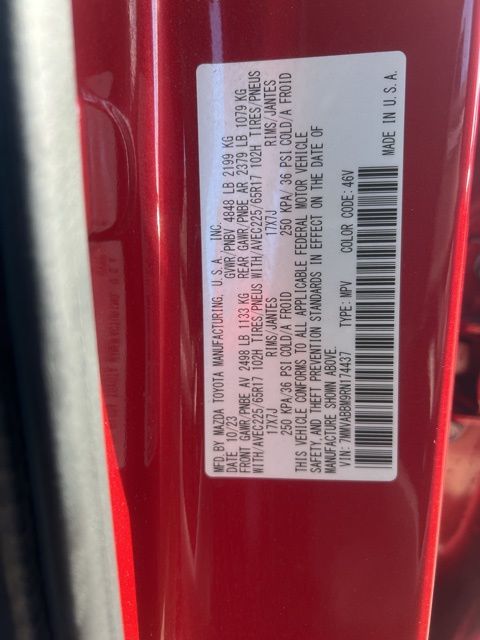 MFD.BY MAZDA TOYOTA MANUFACTURING, U.S.A., INC.
DATE 10/23 GVWR/PNBV 4848 LB 2199 KG
FRONT GAWR/PNBE AV 2498 LB 1133 KG REAR GAWR/PNBE AR 2379 LB 1079 KG
WITH/AVEC225/65R17 102H TIRES/PNEUS WITH/AVEC225/65R17 102H TIRES/PNEUS
17X7J RIMS/JANTES 17X7J RIMS/JANTES
250 KPA/36 PSI COLD/A FROID 250 KPA/ 36 PSI COLD/A FROID
THIS VEHICLE CONFORMS TO ALL APPLICABLE FEDERAL MOTOR VEHICLE
SAFETY, AND THEFT PREVENTION STANDARDS IN EFFECT ON THE DATE OF
MANUFACTURE SHOWN ABOVE.
VIN: 7MMVABBM9RN174437 TYPE: MPV COLOR CODE: 46V
MADE IN U.S.A.